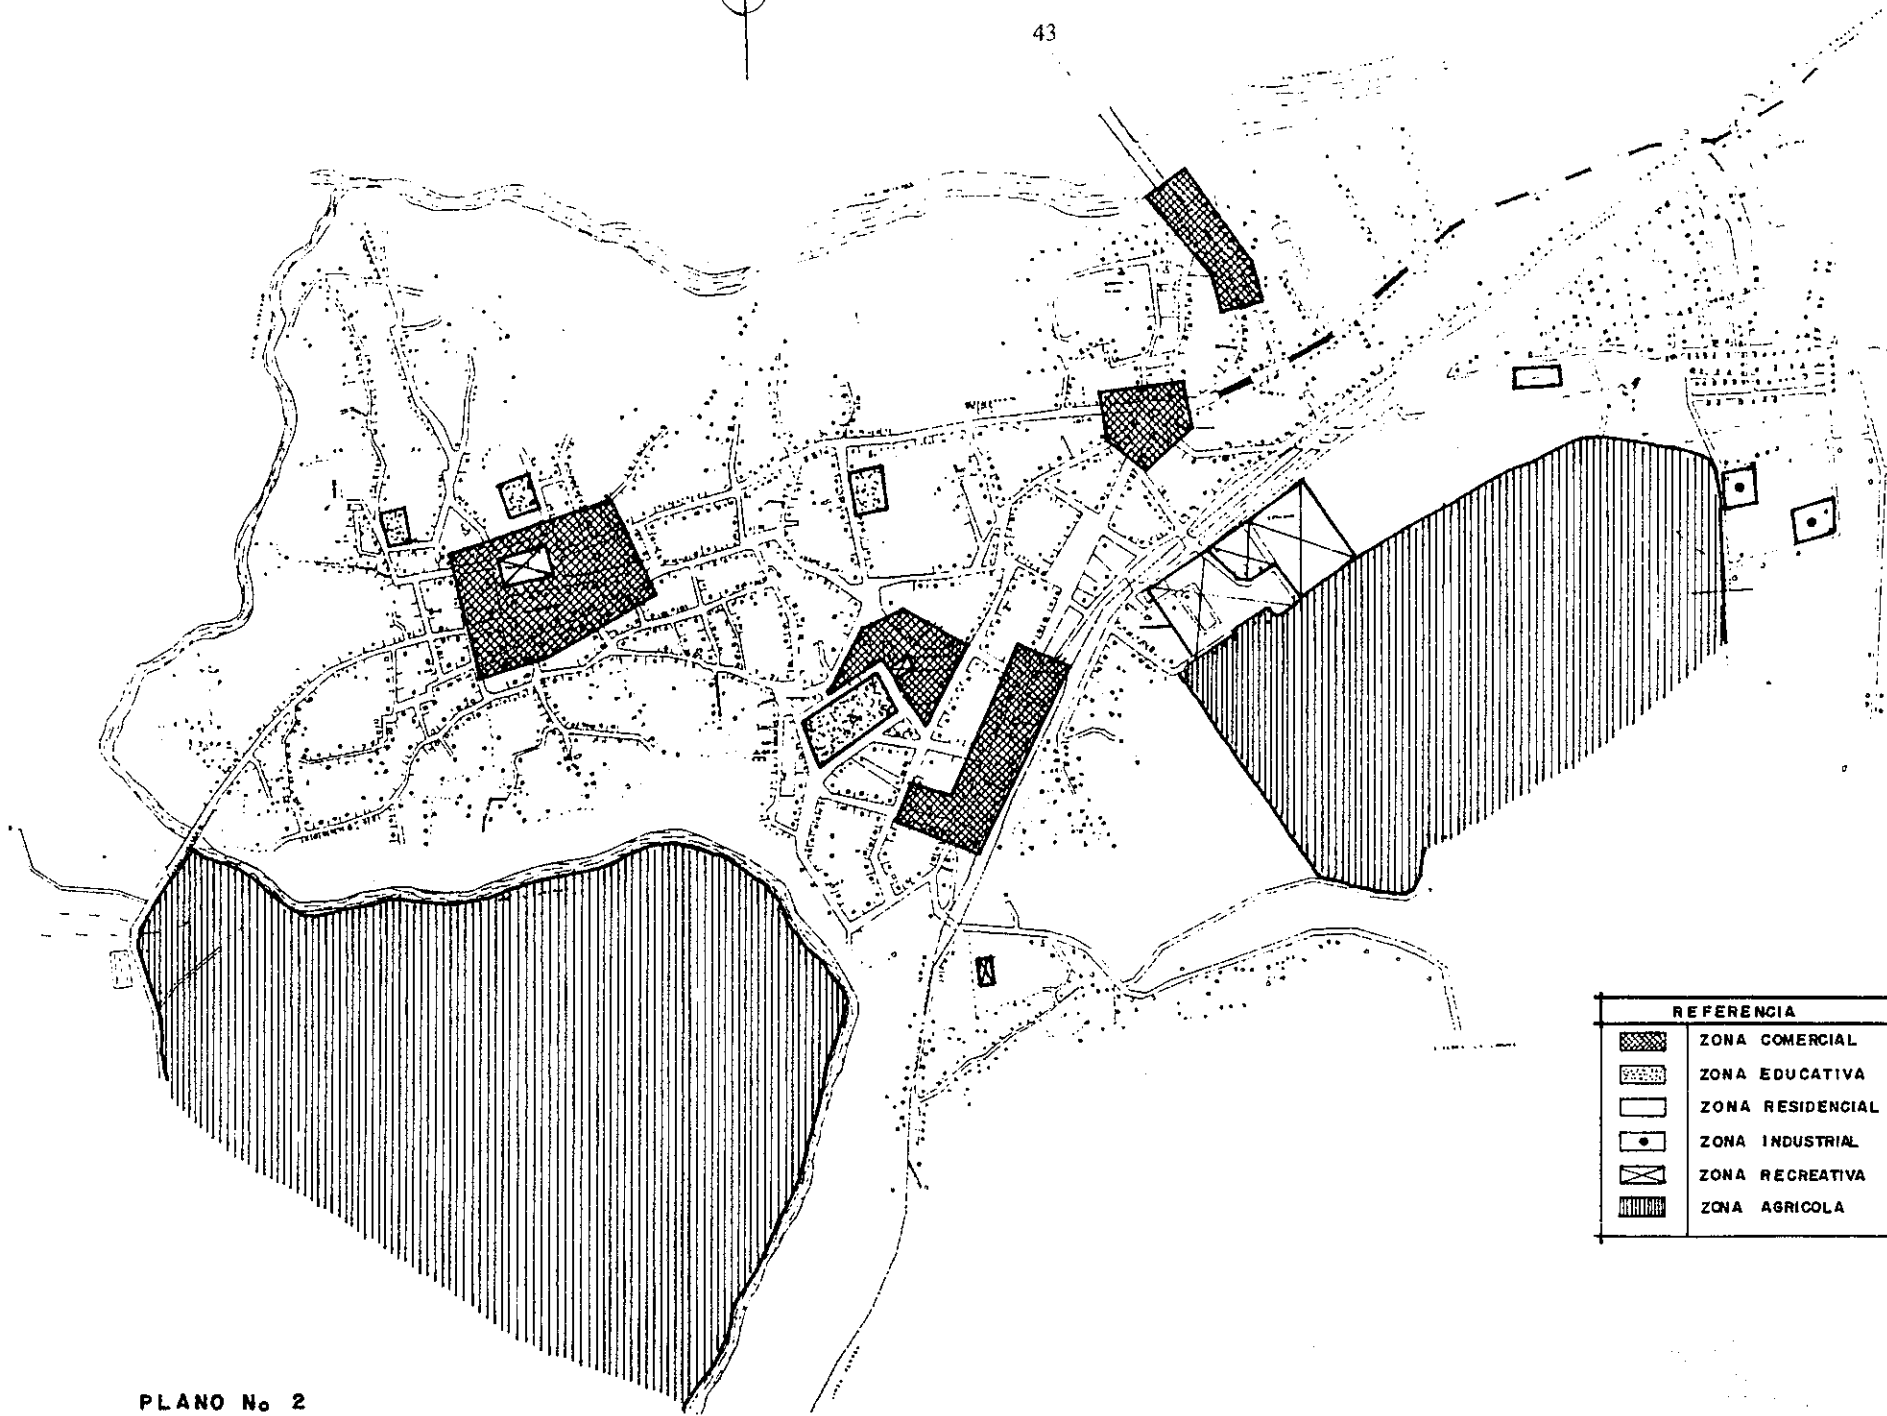 43
REFERENCIA
ZONA COMERCIAL
ZONA EDUCATIVA
ZONA RESIDENCIAL
ZONA INDUSTRIAL
ZONA RECREATIVA
ZONA AGRICOLA
PLANO No 2